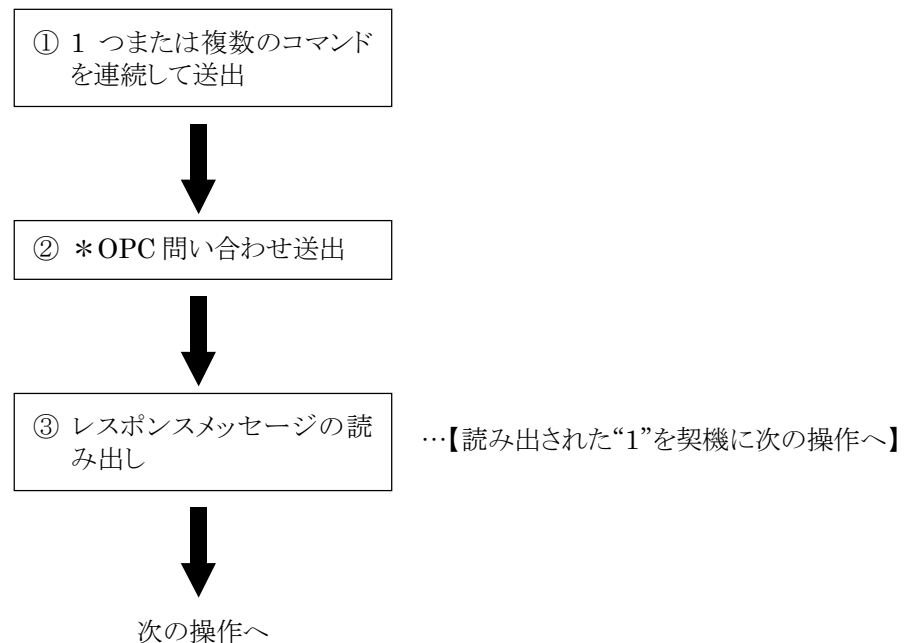 ① 1 つまたは複数のコマンド
を連続して送出
② ＊OPC 問い合わせ送出
③ レスポンスメッセージの読
み出し
…【読み出された“1”を契機に次の操作へ】
次の操作へ